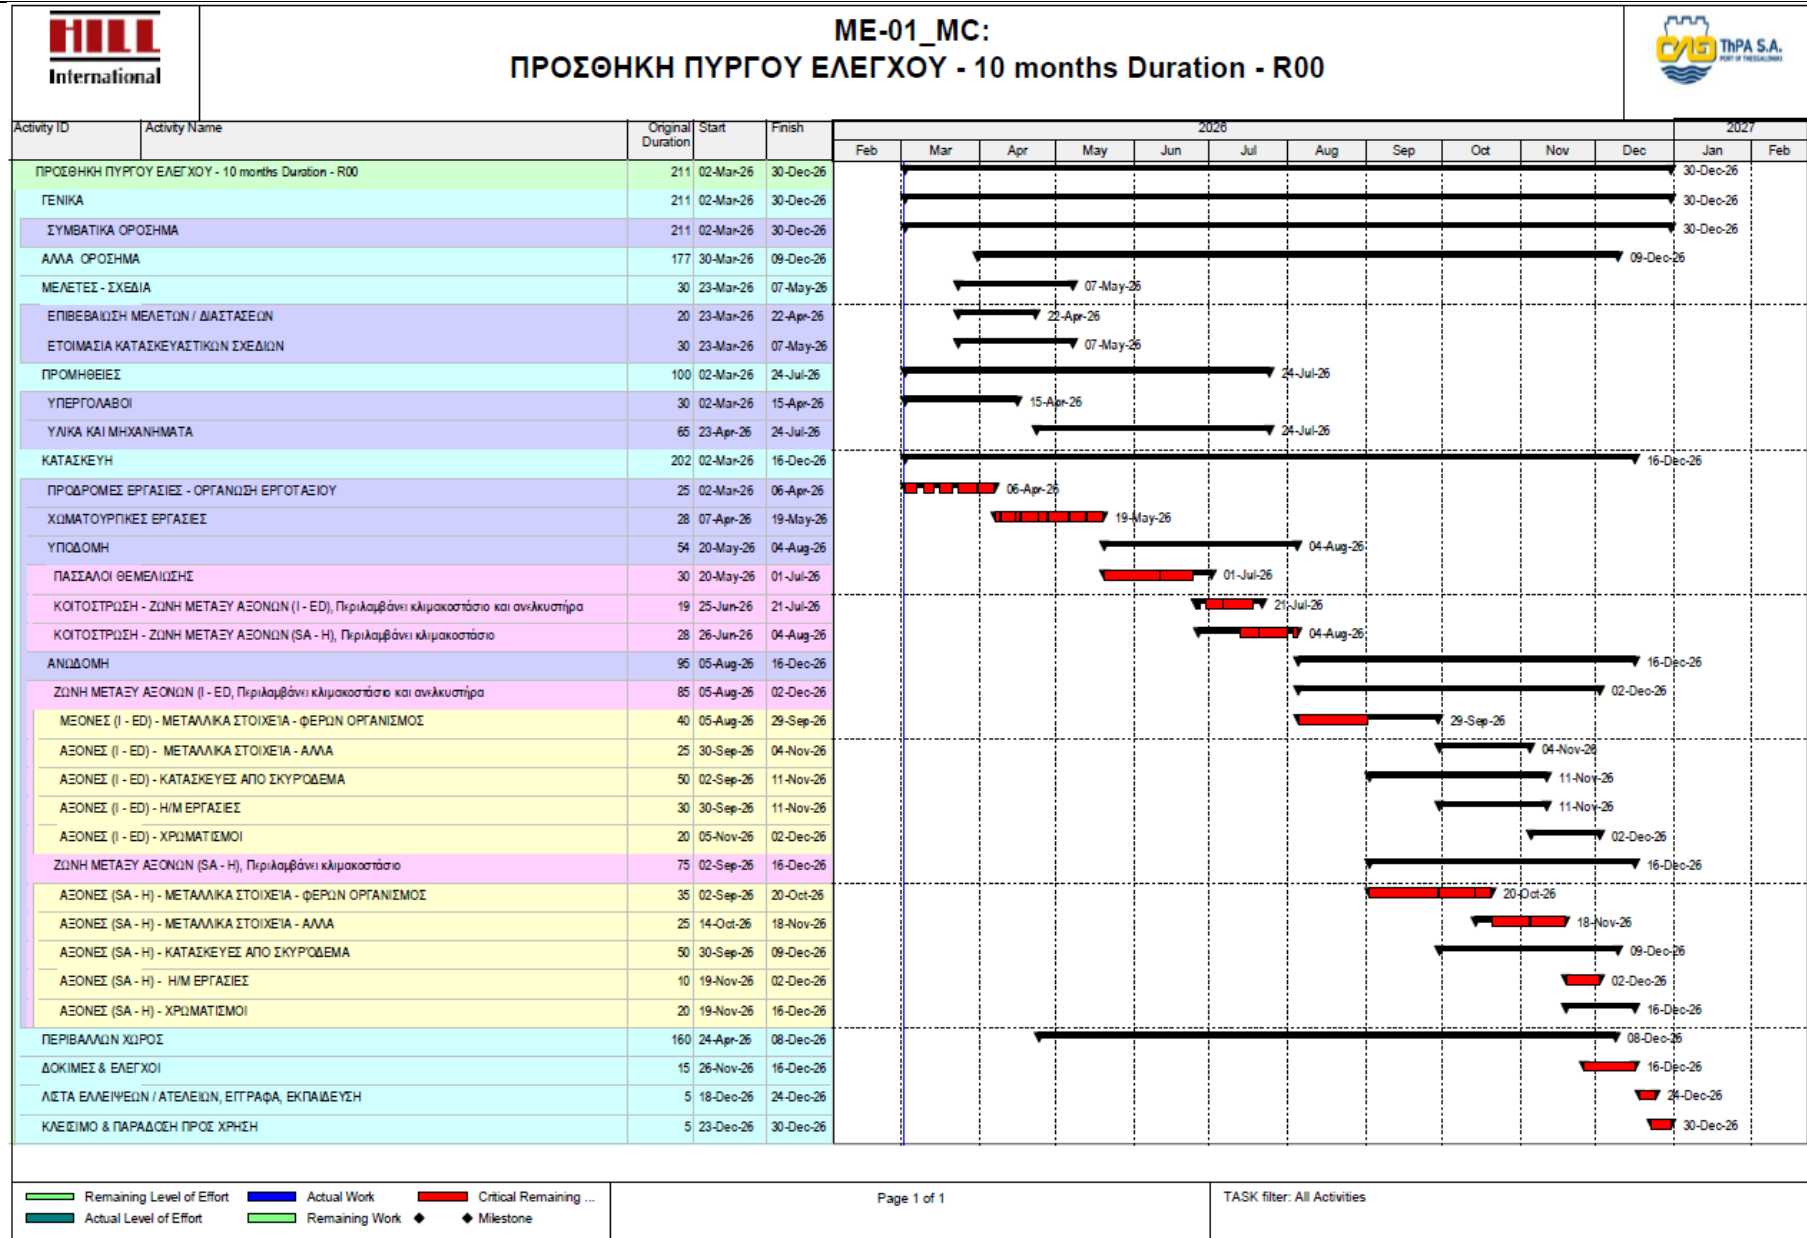 HILL
International
ME-01_MC:
ΠΡΟΣΘΗΚΗ ΠΥΡΓΟΥ ΕΛΕΓΧΟΥ - 10 months Duration - R00
ThPA S.A.
PORT OF THESSALONIKI
Activity ID Activity Name Original Duration Start Finish 2026 2027
Feb Mar Apr May Jun Jul Aug Sep Oct Nov Dec Jan Feb
ΠΡΟΣΘΗΚΗ ΠΥΡΓΟΥ ΕΛΕΓΧΟΥ - 10 months Duration - R00 211 02-Mar-26 30-Dec-26 30-Dec-26
ΓΕΝΙΚΑ 211 02-Mar-26 30-Dec-26 30-Dec-26
ΣΥΜΒΑΤΙΚΑ ΟΡΟΣΗΜΑ 211 02-Mar-26 30-Dec-26 30-Dec-26
ΑΛΛΑ ΟΡΟΣΗΜΑ 177 30-Mar-26 09-Dec-26 09-Dec-26
ΜΕΛΕΤΕΣ - ΣΧΕΔΙΑ 30 23-Mar-26 07-May-26 07-May-26
ΕΠΙΒΕΒΑΙΩΣΗ ΜΕΛΕΤΩΝ / ΔΙΑΣΤΑΣΕΩΝ 20 23-Mar-26 22-Apr-26 22-Apr-26
ΕΤΟΙΜΑΣΙΑ ΚΑΤΑΣΚΕΥΑΣΤΙΚΩΝ ΣΧΕΔΙΩΝ 30 23-Mar-26 07-May-26 07-May-26
ΠΡΟΜΗΘΕΙΕΣ 100 02-Mar-26 24-Jul-26 24-Jul-26
ΥΠΕΡΓΟΛΑΒΟΙ 30 02-Mar-26 15-Apr-26 15-Apr-26
ΥΛΙΚΑ ΚΑΙ ΜΗΧΑΝΗΜΑΤΑ 65 23-Apr-26 24-Jul-26 24-Jul-26
ΚΑΤΑΣΚΕΥΗ 202 02-Mar-26 16-Dec-26 16-Dec-26
ΠΡΟΔΡΟΜΕΣ ΕΡΓΑΣΙΕΣ - ΟΡΓΑΝΩΣΗ ΕΡΓΟΤΑΞΙΟΥ 25 02-Mar-26 06-Apr-26 06-Apr-26
ΧΩΜΑΤΟΥΡΓΙΚΕΣ ΕΡΓΑΣΙΕΣ 28 07-Apr-26 19-May-26 19-May-26
ΥΠΟΔΟΜΗ 54 20-May-26 04-Aug-26 04-Aug-26
ΠΑΣΣΑΛΟΙ ΘΕΜΕΛΙΩΣΗΣ 30 20-May-26 01-Jul-26 01-Jul-26
ΚΟΙΤΟΣΤΡΩΣΗ - ΖΩΝΗ ΜΕΤΑΞΥ ΑΞΟΝΩΝ (I - ED), Περιλαμβάνει κλιμακοστάσιο και ανελκυστήρα 19 25-Jun-26 21-Jul-26 21-Jul-26
ΚΟΙΤΟΣΤΡΩΣΗ - ΖΩΝΗ ΜΕΤΑΞΥ ΑΞΟΝΩΝ (SA - H), Περιλαμβάνει κλιμακοστάσιο 28 26-Jun-26 04-Aug-26 04-Aug-26
ΑΝΩΔΟΜΗ 95 05-Aug-26 16-Dec-26 16-Dec-26
ΖΩΝΗ ΜΕΤΑΞΥ ΑΞΟΝΩΝ (I - ED, Περιλαμβάνει κλιμακοστάσιο και ανελκυστήρα 85 05-Aug-26 02-Dec-26 02-Dec-26
ΜΞΟΝΕΣ (I - ED) - ΜΕΤΑΛΛΙΚΑ ΣΤΟΙΧΕΊΑ - ΦΕΡΩΝ ΟΡΓΑΝΙΣΜΟΣ 40 05-Aug-26 29-Sep-26 29-Sep-26
ΑΞΟΝΕΣ (I - ED) - ΜΕΤΑΛΛΙΚΑ ΣΤΟΙΧΕΊΑ - ΑΛΛΑ 25 30-Sep-26 04-Nov-26 04-Nov-26
ΑΞΟΝΕΣ (I - ED) - ΚΑΤΑΣΚΕΥΕΣ ΑΠΟ ΣΚΥΡΌΔΕΜΑ 50 02-Sep-26 11-Nov-26 11-Nov-26
ΑΞΟΝΕΣ (I - ED) - Η/Μ ΕΡΓΑΣΙΕΣ 30 30-Sep-26 11-Nov-26 11-Nov-26
ΑΞΟΝΕΣ (I - ED) - ΧΡΩΜΑΤΙΣΜΟΙ 20 05-Nov-26 02-Dec-26 02-Dec-26
ΖΩΝΗ ΜΕΤΑΞΥ ΑΞΟΝΩΝ (SA - H), Περιλαμβάνει κλιμακοστάσιο 75 02-Sep-26 16-Dec-26 16-Dec-26
ΑΞΟΝΕΣ (SA - H) - ΜΕΤΑΛΛΙΚΑ ΣΤΟΙΧΕΊΑ - ΦΕΡΩΝ ΟΡΓΑΝΙΣΜΟΣ 35 02-Sep-26 20-Oct-26 20-Oct-26
ΑΞΟΝΕΣ (SA - H) - ΜΕΤΑΛΛΙΚΑ ΣΤΟΙΧΕΊΑ - ΑΛΛΑ 25 14-Oct-26 18-Nov-26 18-Nov-26
ΑΞΟΝΕΣ (SA - H) - ΚΑΤΑΣΚΕΥΕΣ ΑΠΟ ΣΚΥΡΌΔΕΜΑ 50 30-Sep-26 09-Dec-26 09-Dec-26
ΑΞΟΝΕΣ (SA - H) - Η/Μ ΕΡΓΑΣΙΕΣ 10 19-Nov-26 02-Dec-26 02-Dec-26
ΑΞΟΝΕΣ (SA - H) - ΧΡΩΜΑΤΙΣΜΟΙ 20 19-Nov-26 16-Dec-26 16-Dec-26
ΠΕΡΙΒΑΛΛΩΝ ΧΩΡΟΣ 160 24-Apr-26 08-Dec-26 08-Dec-26
ΔΟΚΙΜΕΣ & ΕΛΕΓΧΟΙ 15 26-Nov-26 16-Dec-26 16-Dec-26
ΛΙΣΤΑ ΕΛΛΕΙΨΕΩΝ / ΑΤΕΛΕΙΩΝ, ΕΓΓΡΑΦΑ, ΕΚΠΑΙΔΕΥΣΗ 5 18-Dec-26 24-Dec-26 24-Dec-26
ΚΛΕΙΣΙΜΟ & ΠΑΡΑΔΟΣΗ ΠΡΟΣ ΧΡΗΣΗ 5 23-Dec-26 30-Dec-26 30-Dec-26
Remaining Level of Effort Actual Work Critical Remaining ... Page 1 of 1 TASK filter: All Activities
Actual Level of Effort Remaining Work Milestone